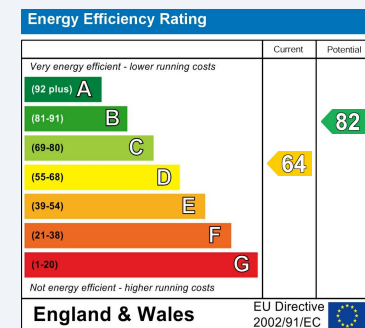 Energy Efficiency Rating
Current Potential
Very energy efficient - lower running costs
(92 plus) A
(81-91) B
(69-80) C
(55-68) D
(39-54) E
(21-38) F
(1-20) G
64
82
Not energy efficient - higher running costs
England & Wales
EU Directive
2002/91/EC